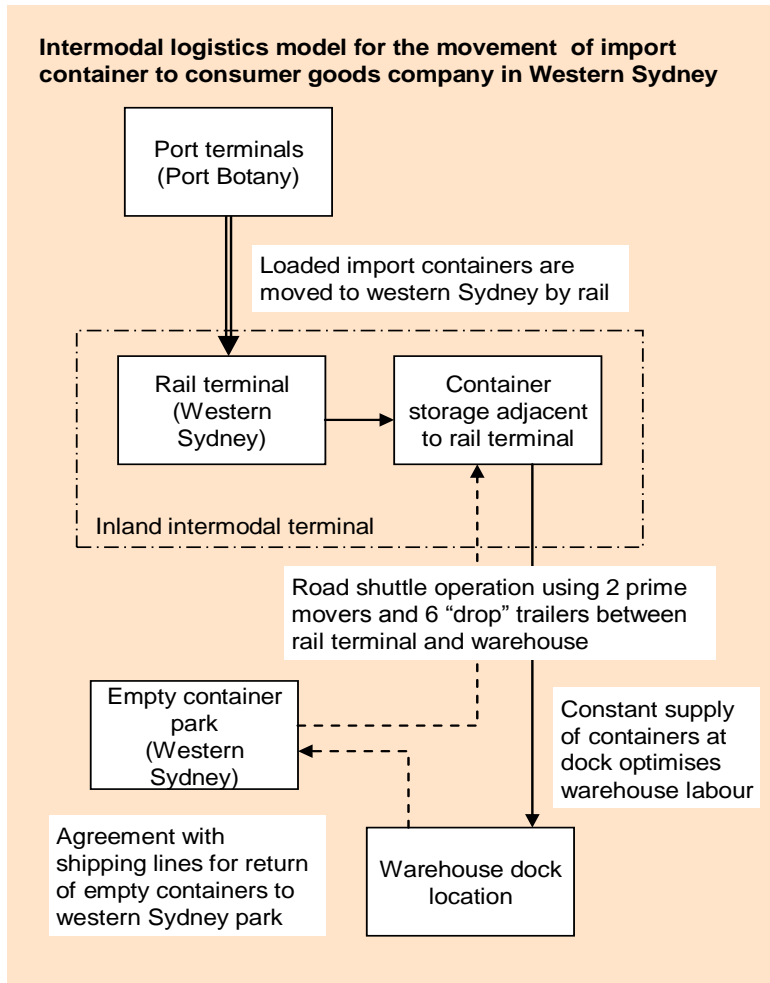 Intermodal logistics model for the movement  of import
container to consumer goods company in Western Sydney
Port terminals
(Port Botany)
Loaded import containers are
moved to western Sydney by rail
Rail terminal
(Western
Sydney)
Container
storage adjacent
to rail terminal
Inland intermodal terminal
Road shuttle operation using 2 prime
movers and 6 “drop” trailers between
rail terminal and warehouse
Empty container
park
(Western
Sydney)
Constant supply
of containers at
dock optimises
warehouse labour
Agreement with
shipping lines for return
of empty containers to
western Sydney park
Warehouse dock
location